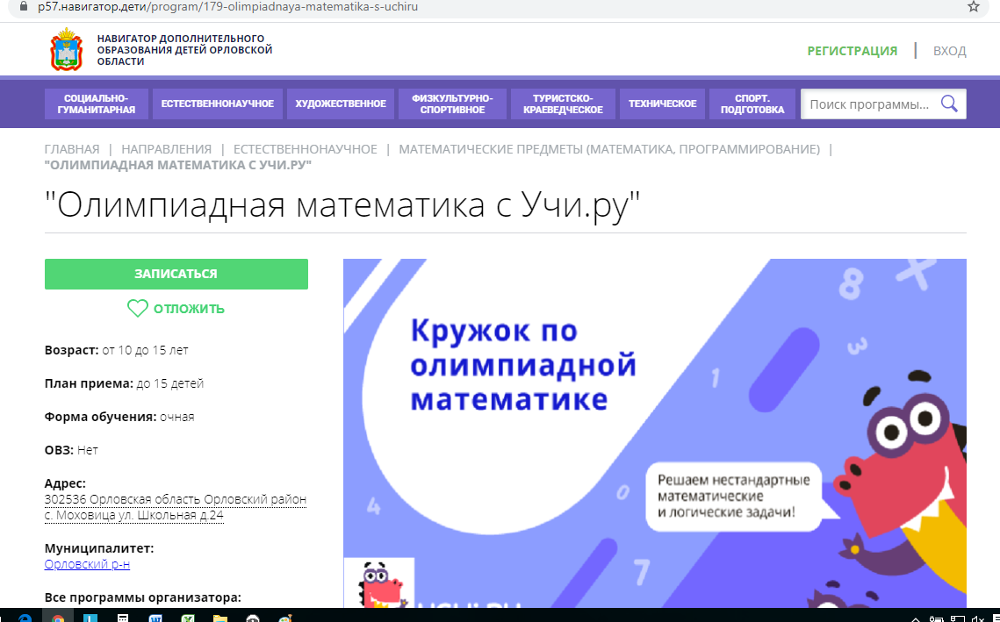 р57.навигатор.дети/program/179-olimpiadnaya-matematika-s-uchiru
НАВИГАТОР ДОПОЛНИТЕЛЬНОГО
ОБРАЗОВАНИЯ ДЕТЕЙ ОРЛОВСКОЙ
ОБЛАСТИ
РЕГИСТРАЦИЯ | ВХОД
СОЦИАЛЬНО-
ГУМАНИТАРНАЯ
ЕСТЕСТВЕННОНАУЧНОЕ
ХУДОЖЕСТВЕННОЕ
ФИЗКУЛЬТУРНО-
СПОРТИВНОЕ
ТУРИСТСКО-
КРАЕВЕДЧЕСКОЕ
ТЕХНИЧЕСКОЕ
СПОРТ.
ПОДГОТОВКА
Поиск программы...
ГЛАВНАЯ | НАПРАВЛЕНИЯ | ЕСТЕСТВЕННОНАУЧНОЕ | МАТЕМАТИЧЕСКИЕ ПРЕДМЕТЫ (МАТЕМАТИКА, ПРОГРАММИРОВАНИЕ) |
"ОЛИМПИАДНАЯ МАТЕМАТИКА С УЧИ.РУ"
"Олимпиадная математика с Учи.ру"
ЗАПИСАТЬСЯ
ОТЛОЖИТЬ
Возраст: от 10 до 15 лет
План приема: до 15 детей
Форма обучения: очная
ОВЗ: Нет
Адрес:
302536 Орловская область Орловский район
с. Моховица ул. Школьная д.24
Муниципалитет:
Орловский р-н
Все программы организатора:
Кружок по
олимпиадной
математике
8
3
1
0
4
7
Решаем нестандартные
математические
и логические задачи!